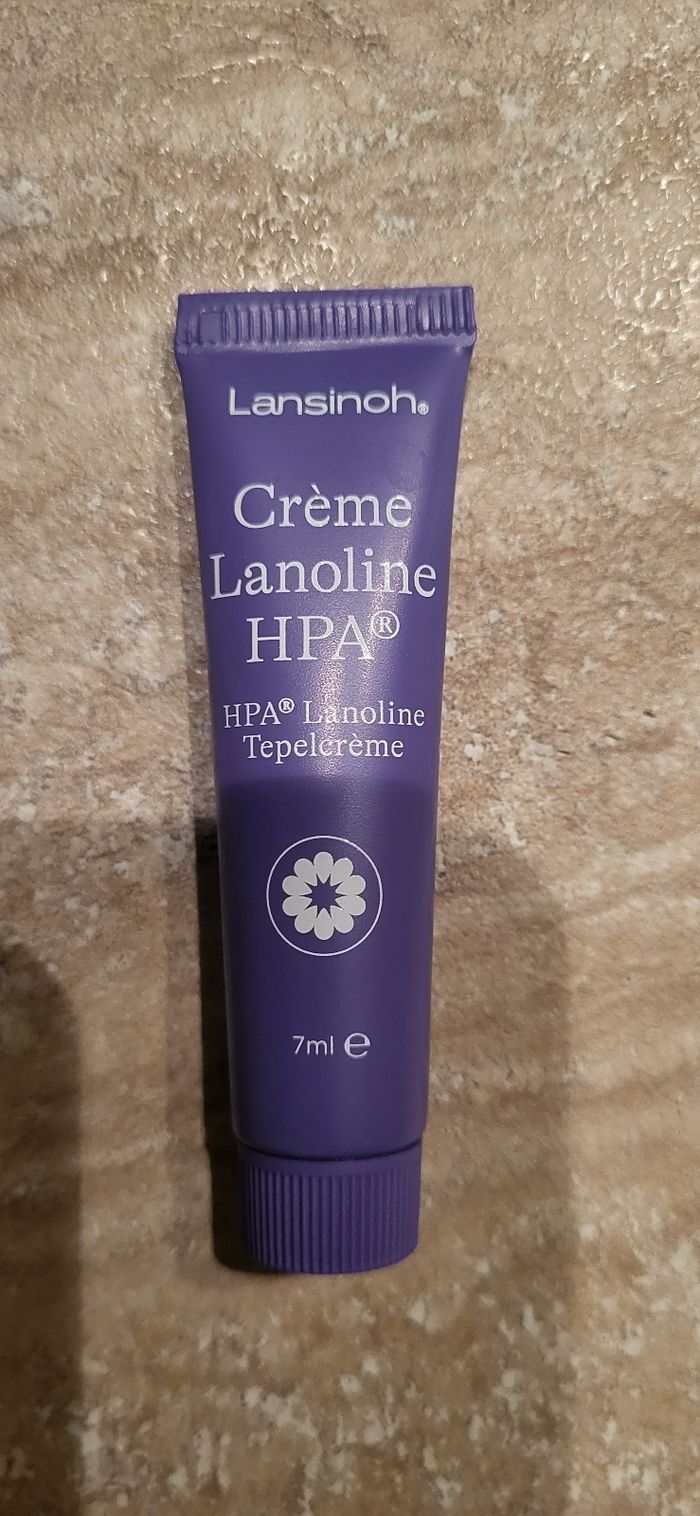 Lansinoh®
Crème
Lanoline
HPA®
HPA® Lanoline
Tepelcrème
7ml ℮